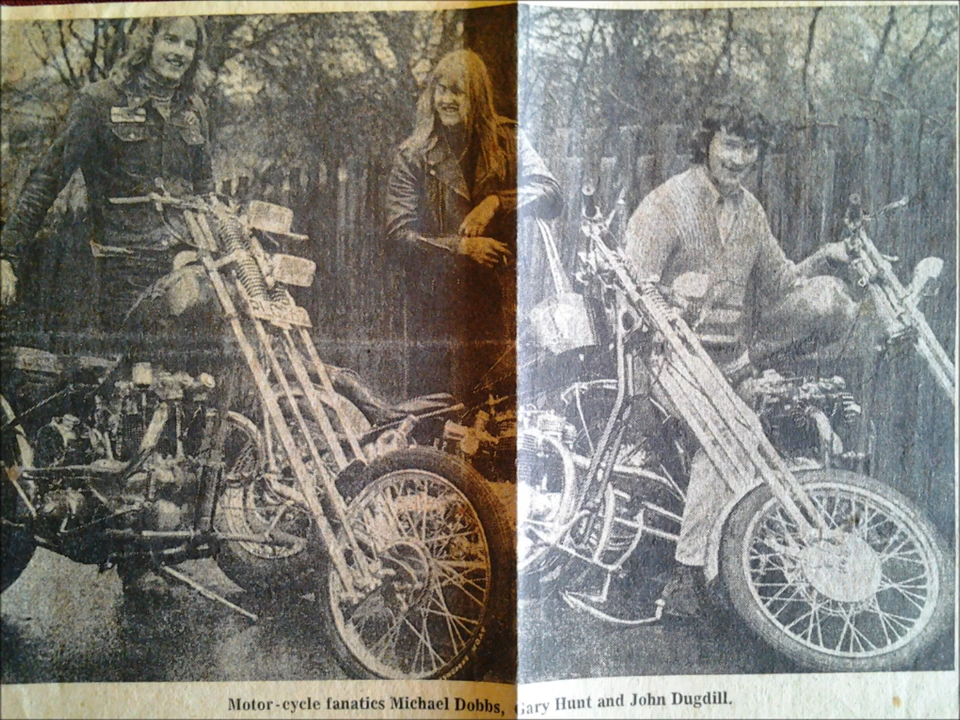 Motor-cycle fanatics Michael Dobbs, Gary Hunt and John Dugdill.